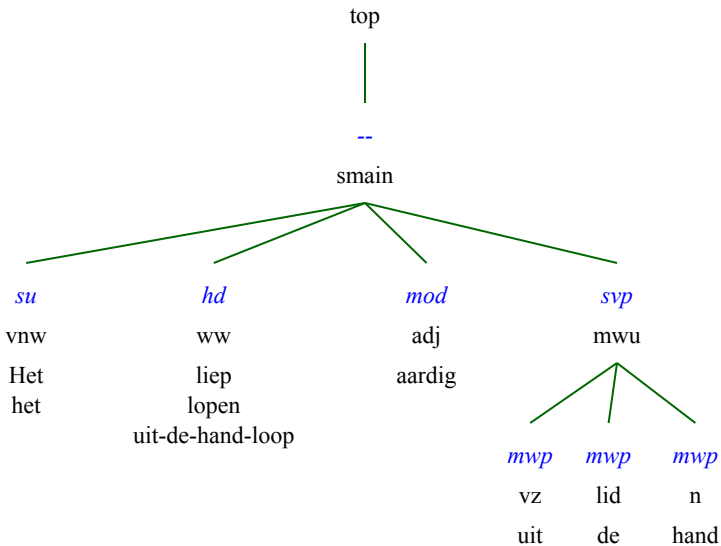 top
--
smain
su hd mod svp
vnw ww adj mwu
Het liep aardig
het lopen
uit-de-hand-loop
mwp mwp mwp
vz lid n
uit de hand